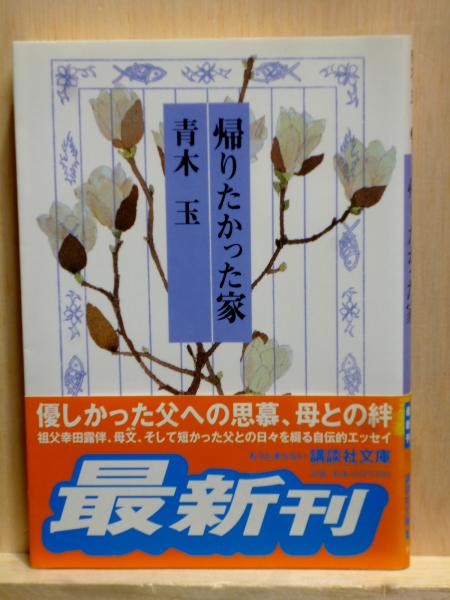 帰りたかった家
青木 玉
優しかった父への思慕、母との絆
祖父幸田露伴、母文、そして短かった父との日々を綴る自伝的エッセイ
講談社文庫
最新刊